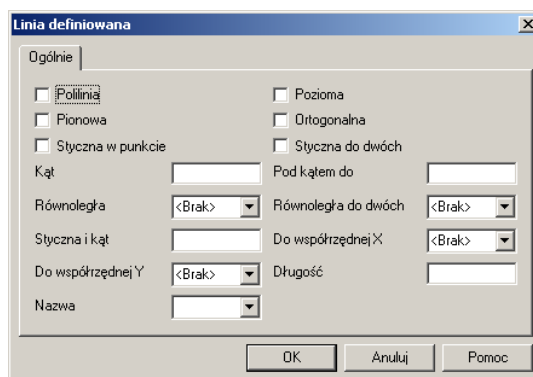 Linia definiowana
Ogólnie
Polilinia Pozioma
Pionowa Ortogonalna
Styczna w punkcie Styczna do dwóch
Kąt Pod kątem do
Równoległa <Brak> Równoległa do dwóch <Brak>
Styczna i kąt Do współrzędnej X <Brak>
Do współrzędnej Y <Brak> Długość
Nazwa
OK Anuluj Pomoc